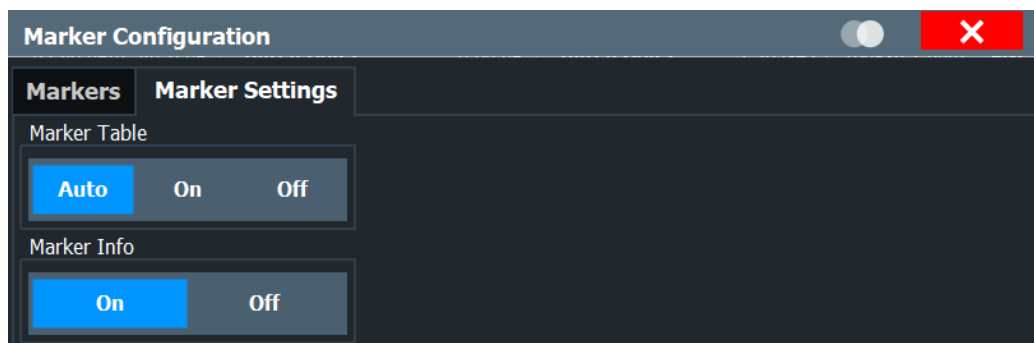 Marker Configuration
Markers Marker Settings
Marker Table
Auto On Off
Marker Info
On Off